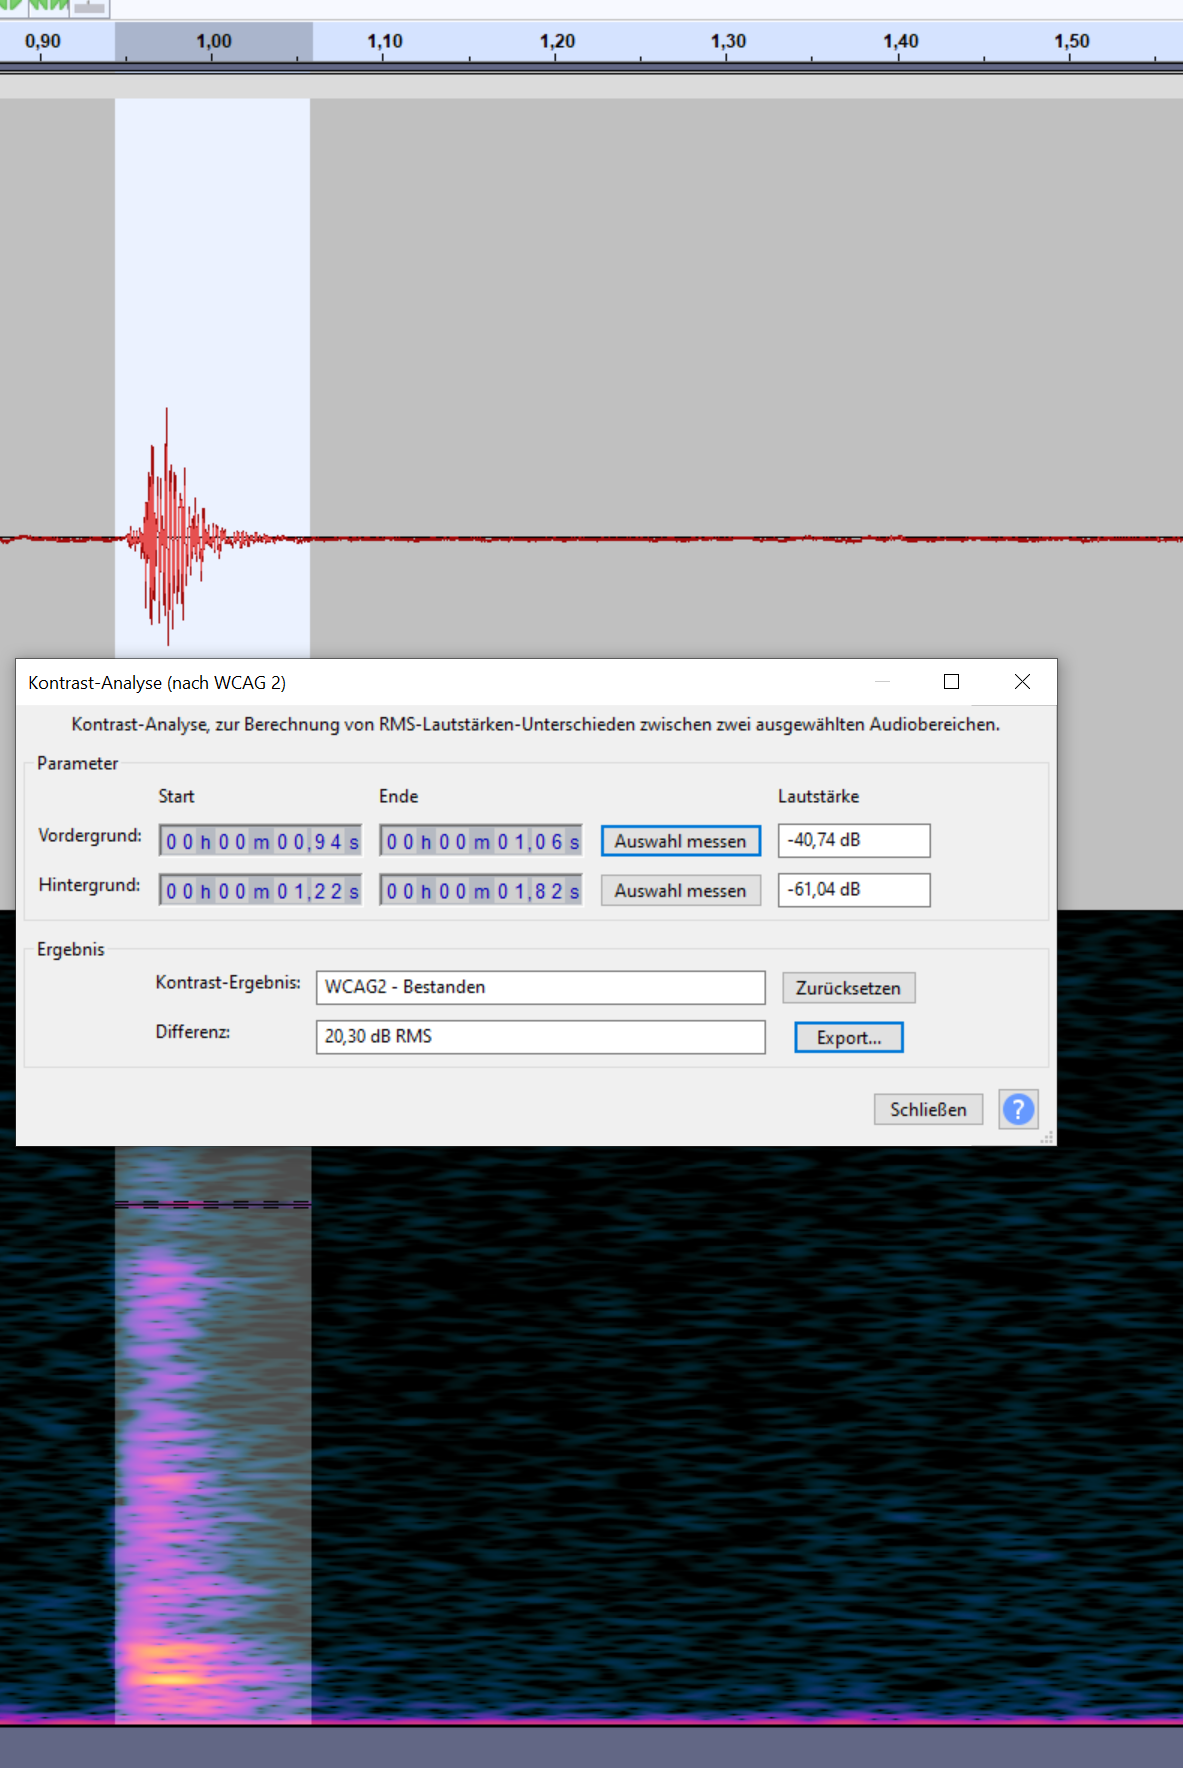 0,90 1,00 1,10 1,20 1,30 1,40 1,50
Kontrast-Analyse (nach WCAG 2)
Kontrast-Analyse, zur Berechnung von RMS-Lautstärken-Unterschieden zwischen zwei ausgewählten Audiobereichen.
Parameter
Start Ende Lautstärke
Vordergrund: 00h00m00,94s 00h00m01,06s Auswahl messen -40,74 dB
Hintergrund: 00h00m01,22s 00h00m01,82s Auswahl messen -61,04 dB
Ergebnis
Kontrast-Ergebnis: WCAG2 - Bestanden Zurücksetzen
Differenz: 20,30 dB RMS Export...
Schließen ?